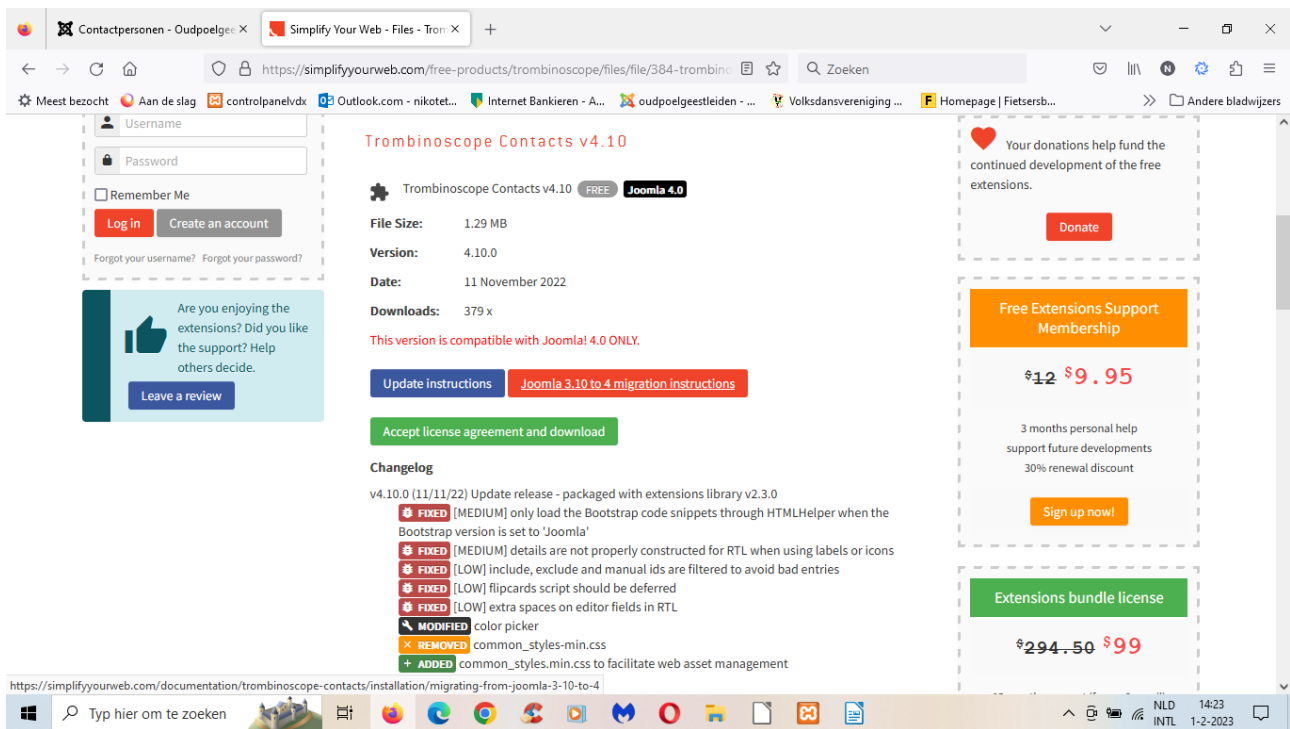 Contactpersonen - Oudpoelgee
Simplify Your Web - Files - Trom
https://simplifyyourweb.com/free-products/trombinoscope/files/file/384-trombino
Zoeken
N
Meest bezocht
Aan de slag
controlpanelvdx
Outlook.com - nikotet...
Internet Bankieren - A...
oudpoelgeestleiden - ...
Volksdansvereniging ...
Homepage | Fietsersb...
Andere bladwijzers
Username
Password
Remember Me
Log in
Create an account
Forgot your username? Forgot your password?
Are you enjoying the
extensions? Did you like
the support? Help
others decide.
Leave a review
Trombinoscope Contacts v4.10
Trombinoscope Contacts v4.10 FREE Joomla 4.0
File Size: 1.29 MB
Version: 4.10.0
Date: 11 November 2022
Downloads: 379 x
This version is compatible with Joomla! 4.0 ONLY.
Update instructions
Joomla 3.10 to 4 migration instructions
Accept license agreement and download
Changelog
v4.10.0 (11/11/22) Update release - packaged with extensions library v2.3.0
FIXED [MEDIUM] only load the Bootstrap code snippets through HTMLHelper when the
Bootstrap version is set to 'Joomla'
FIXED [MEDIUM] details are not properly constructed for RTL when using labels or icons
FIXED [LOW] include, exclude and manual ids are filtered to avoid bad entries
FIXED [LOW] flipcards script should be deferred
FIXED [LOW] extra spaces on editor fields in RTL
MODIFIED color picker
REMOVED common_styles-min.css
ADDED common_styles.min.css to facilitate web asset management
Your donations help fund the
continued development of the free
extensions.
Donate
Free Extensions Support
Membership
$12 $9.95
3 months personal help
support future developments
30% renewal discount
Sign up now!
Extensions bundle license
$294.50 $99
https://simplifyyourweb.com/documentation/trombinoscope-contacts/installation/migrating-from-joomla-3-10-to-4
Typ hier om te zoeken
NLD
INTL
14:23
1-2-2023